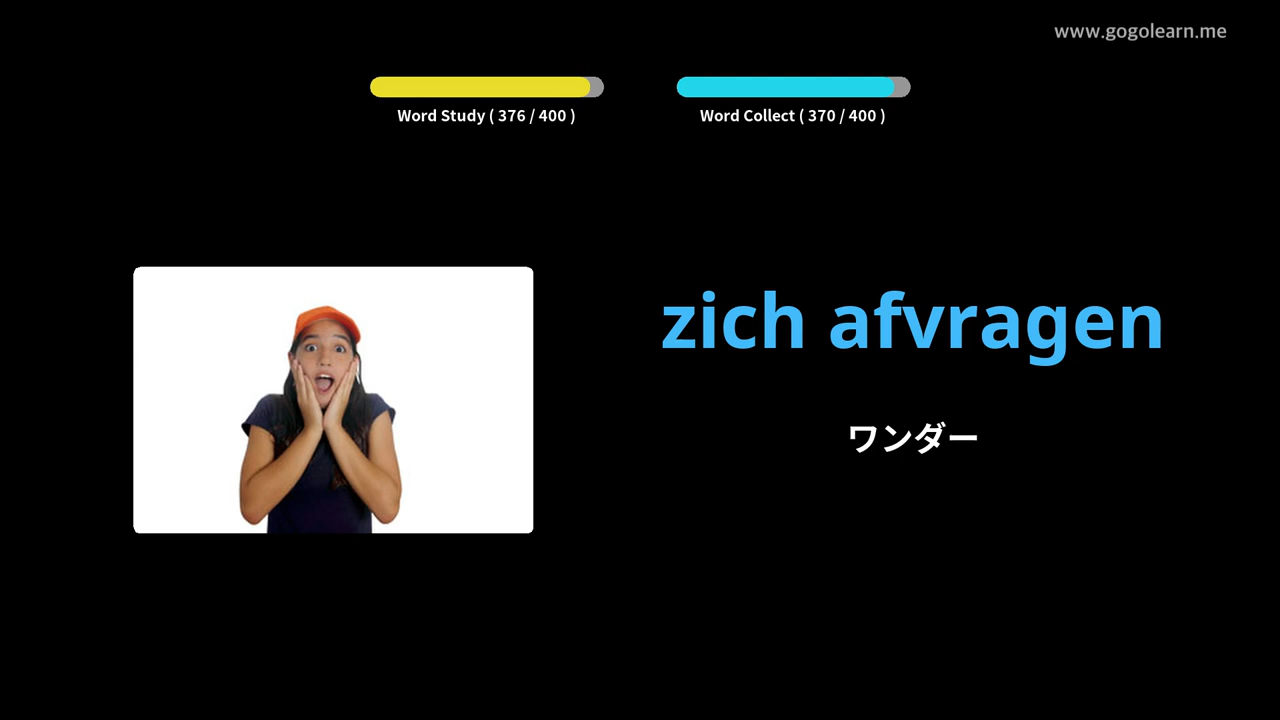 www.gogolearn.me
Word Study ( 376 / 400 )
Word Collect ( 370 / 400 )
zich afvragen
ワンダー